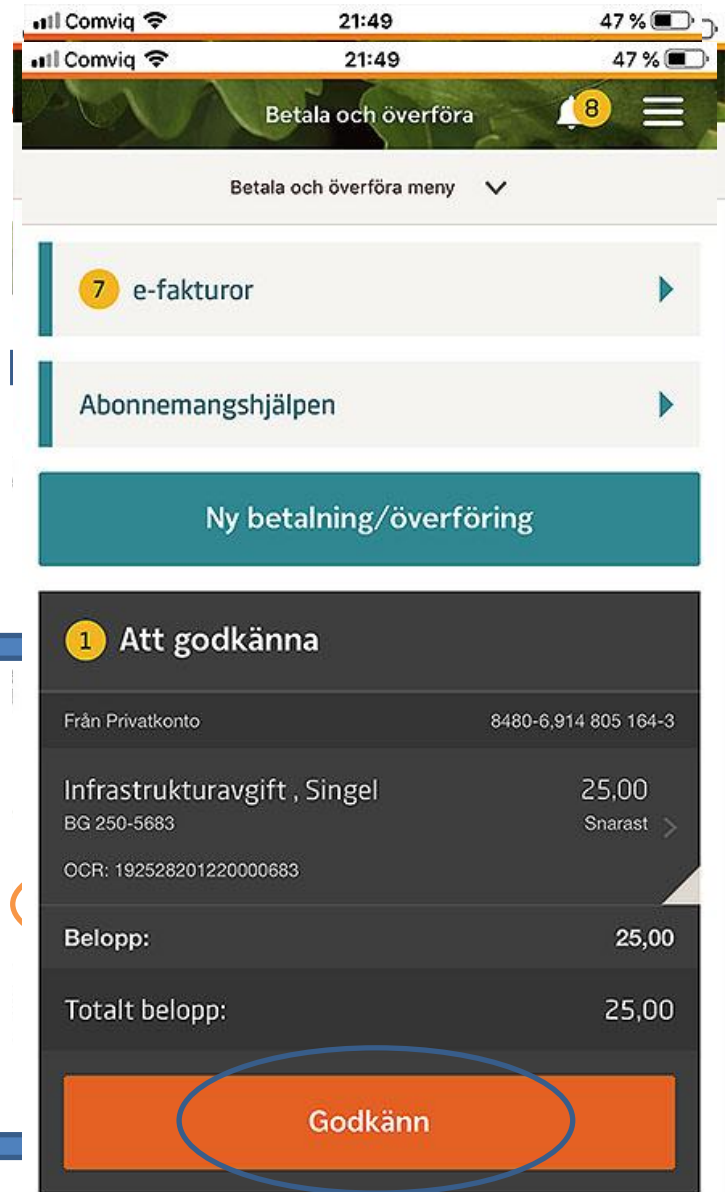 Comviq 21:49 47 %
Comviq 21:49 47 %
Betala och överföra 8
Betala och överföra meny
7 e-fakturor
Abonnemangshjälpen
Ny betalning/överföring
1 Att godkänna
Från Privatkonto 8480-6,914 805 164-3
Infrastrukturavgift , Singel 25,00
BG 250-5683 Snarast
OCR: 192528201220000683
Belopp: 25,00
Totalt belopp: 25,00
Godkänn